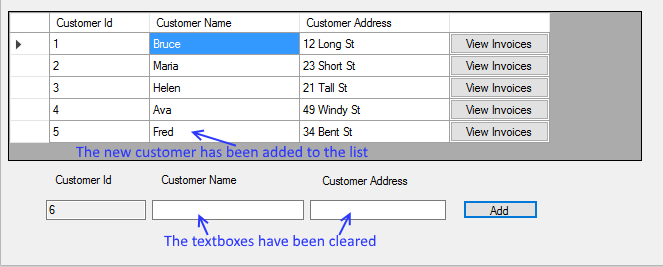 Customer Id Customer Name Customer Address
1 Bruce 12 Long St View Invoices
2 Maria 23 Short St View Invoices
3 Helen 21 Tall St View Invoices
4 Ava 49 Windy St View Invoices
5 Fred 34 Bent St View Invoices
The new customer has been added to the list
Customer Id Customer Name Customer Address
6 Add
The textboxes have been cleared